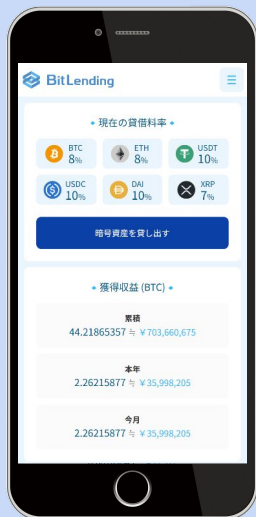 BitLending
現在の貸借料率
BTC
8%
ETH
8%
USDT
10%
USDC
10%
DAI
10%
XRP
7%
暗号資産を貸し出す
獲得収益 (BTC)
累積
44.21865357 ≒ ¥703,660,675
本年
2.26215877 ≒ ¥35,998,205
今月
2.26215877 ≒ ¥35,998,205